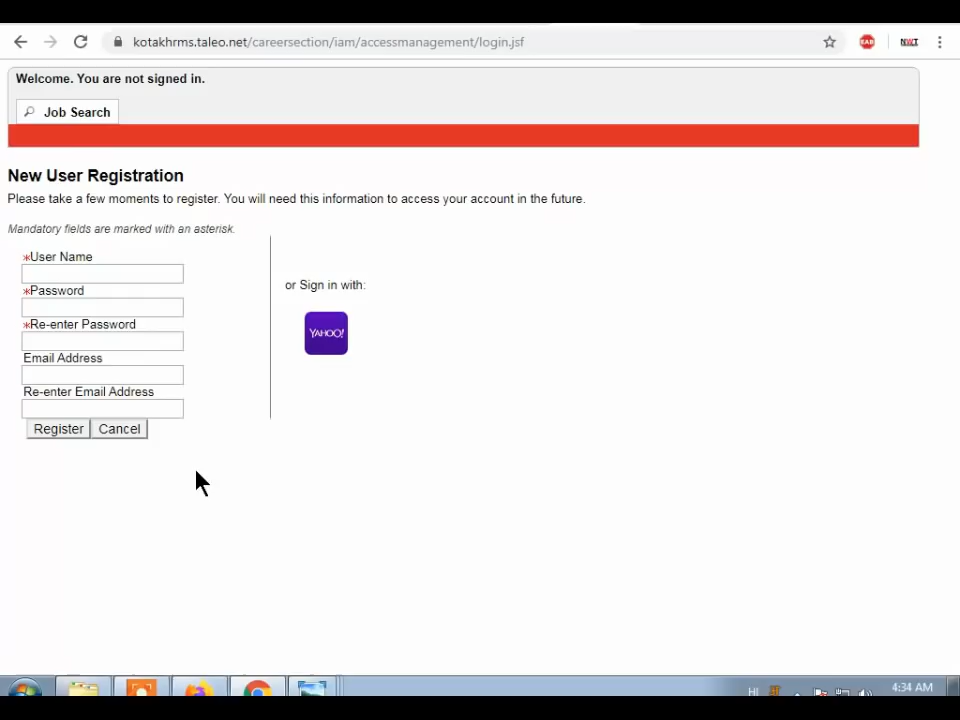 kotakhrms.taleo.net/careersection/iam/accessmanagement/login.jsf
EAB
NWT
Welcome. You are not signed in.
Job Search
New User Registration
Please take a few moments to register. You will need this information to access your account in the future.
Mandatory fields are marked with an asterisk.
*User Name
*Password
or Sign in with:
*Re-enter Password
YAHOO!
Email Address
Re-enter Email Address
Register Cancel
HI
4:34 AM